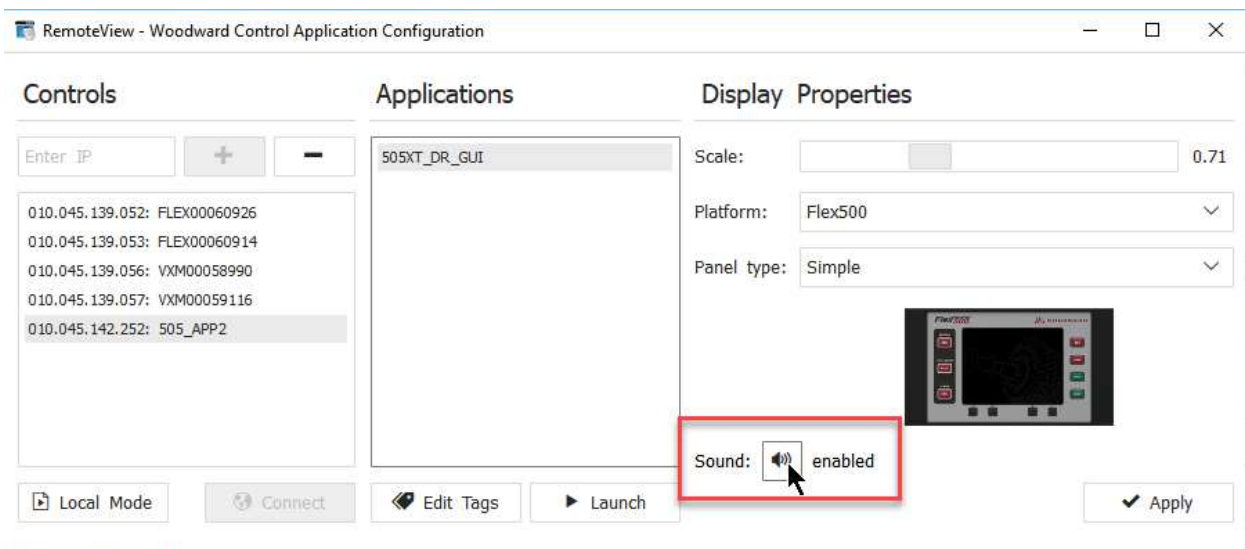 RemoteView - Woodward Control Application Configuration
Controls
Enter IP
010.045.139.052: FLEX00060926
010.045.139.053: FLEX00060914
010.045.139.056: VXM00058990
010.045.139.057: VXM00059116
010.045.142.252: 505_APP2
Local Mode
Connect
Applications
505XT_DR_GUI
Edit Tags
Launch
Display Properties
Scale:
0.71
Platform:
Flex500
Panel type:
Simple
Flex500
Sound:
enabled
Apply